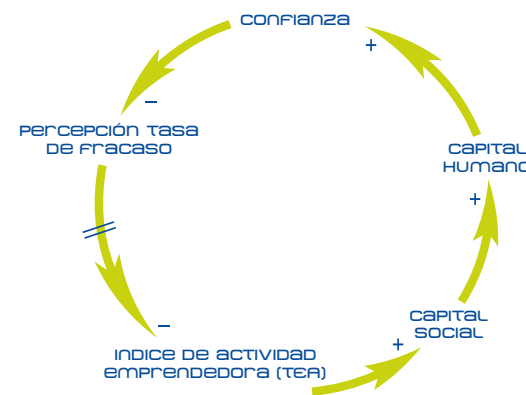 CONFIANZA
+
−
PERCEPCIÓN TASA
DE FRACASO
CAPITAL
HUMANO
+
−
CAPITAL
SOCIAL
+
INDICE DE ACTIVIDAD
EMPRENDEDORA (TEA)